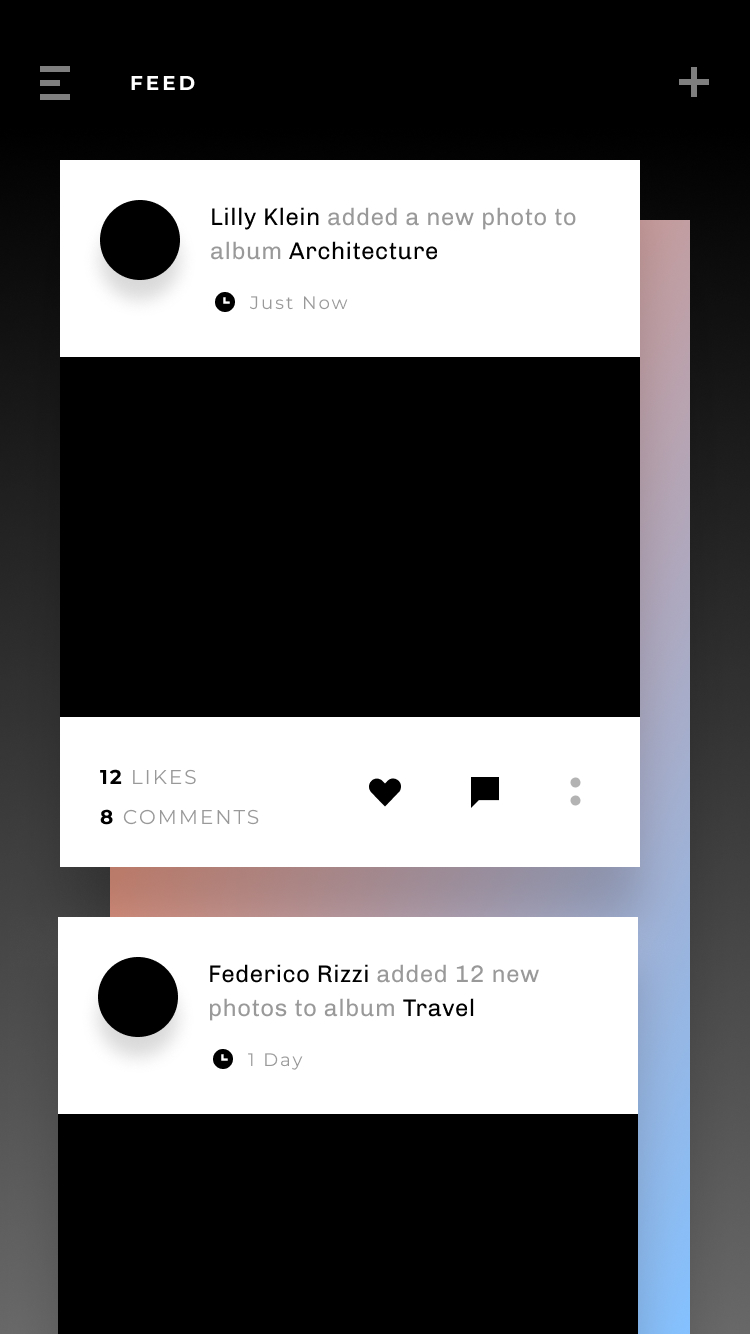 FEED
Lilly Klein added a new photo to
album Architecture
Just Now
12 LIKES
8 COMMENTS
Federico Rizzi added 12 new
photos to album Travel
1 Day